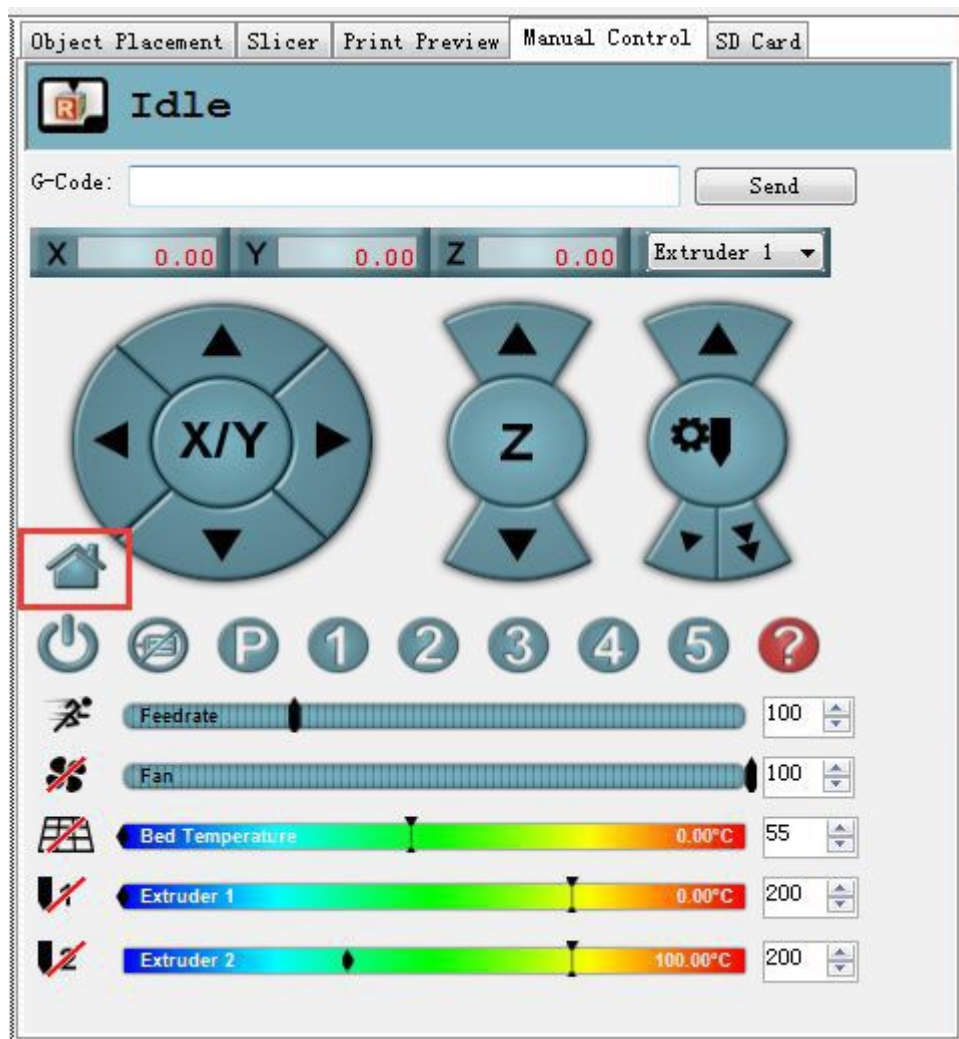 Object Placement Slicer Print Preview Manual Control SD Card
R Idle
G-Code: Send
X 0.00 Y 0.00 Z 0.00 Extruder 1
X/Y Z
P 1 2 3 4 5 ?
Feedrate 100
Fan 100
Bed Temperature 0.00°C 55
1 Extruder 1 0.00°C 200
2 Extruder 2 100.00°C 200